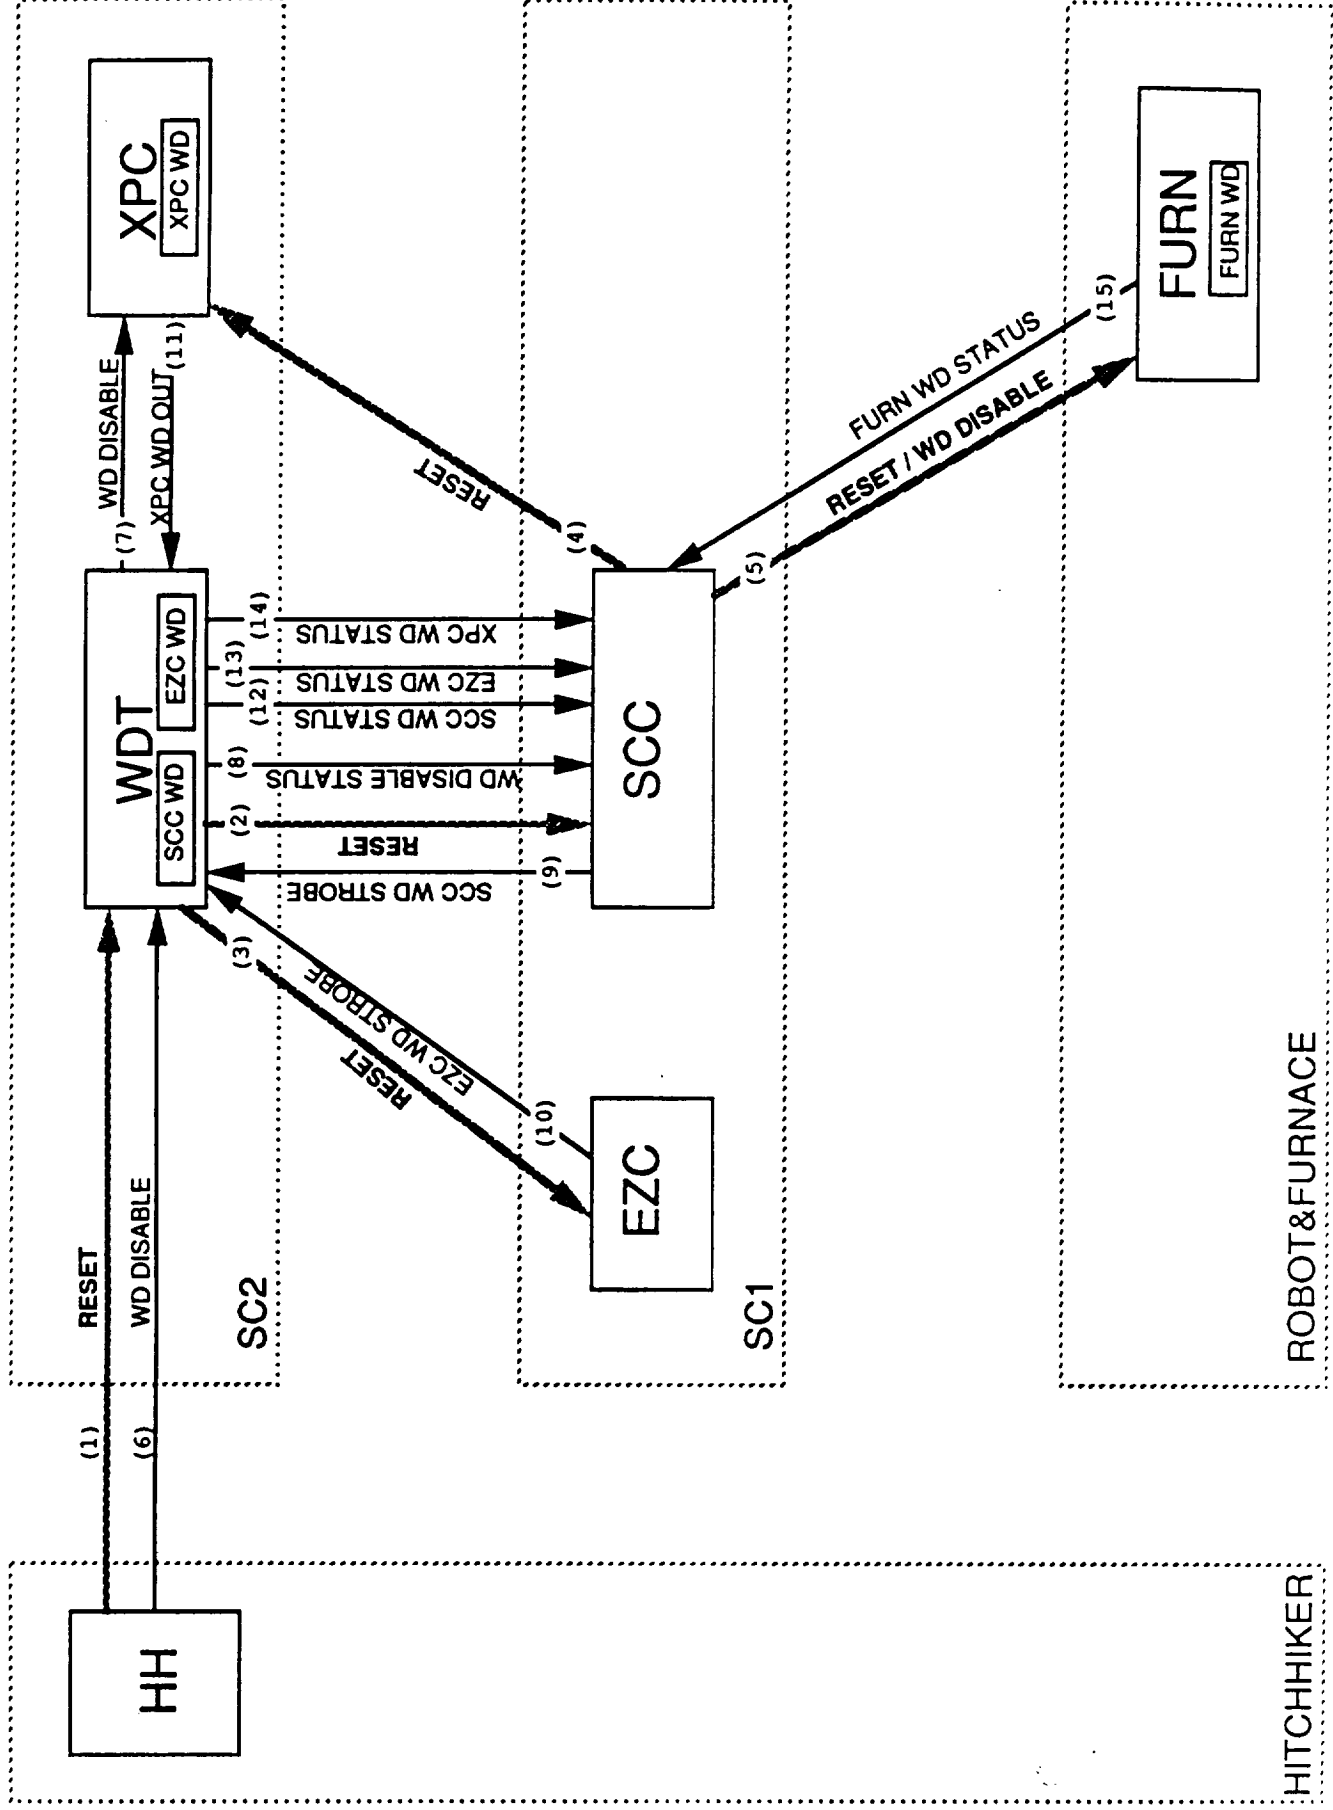 HH
HITCHHIKER
(1)
RESET
(6)
WD DISABLE
SC2
WDT
SCC WD
EZC WD
(7)
WD DISABLE
XPC WD OUT
(11)
XPC
XPC WD
(3)
RESET
EZC WD STROBE
(10)
SCC WD STROBE
(9)
RESET
(2)
WD DISABLE STATUS
(8)
SCC WD STATUS
(12)
EZC WD STATUS
(13)
XPC WD STATUS
(14)
RESET
(4)
EZC
SC1
SCC
(5)
RESET / WD DISABLE
FURN WD STATUS
(15)
FURN
FURN WD
ROBOT&FURNACE